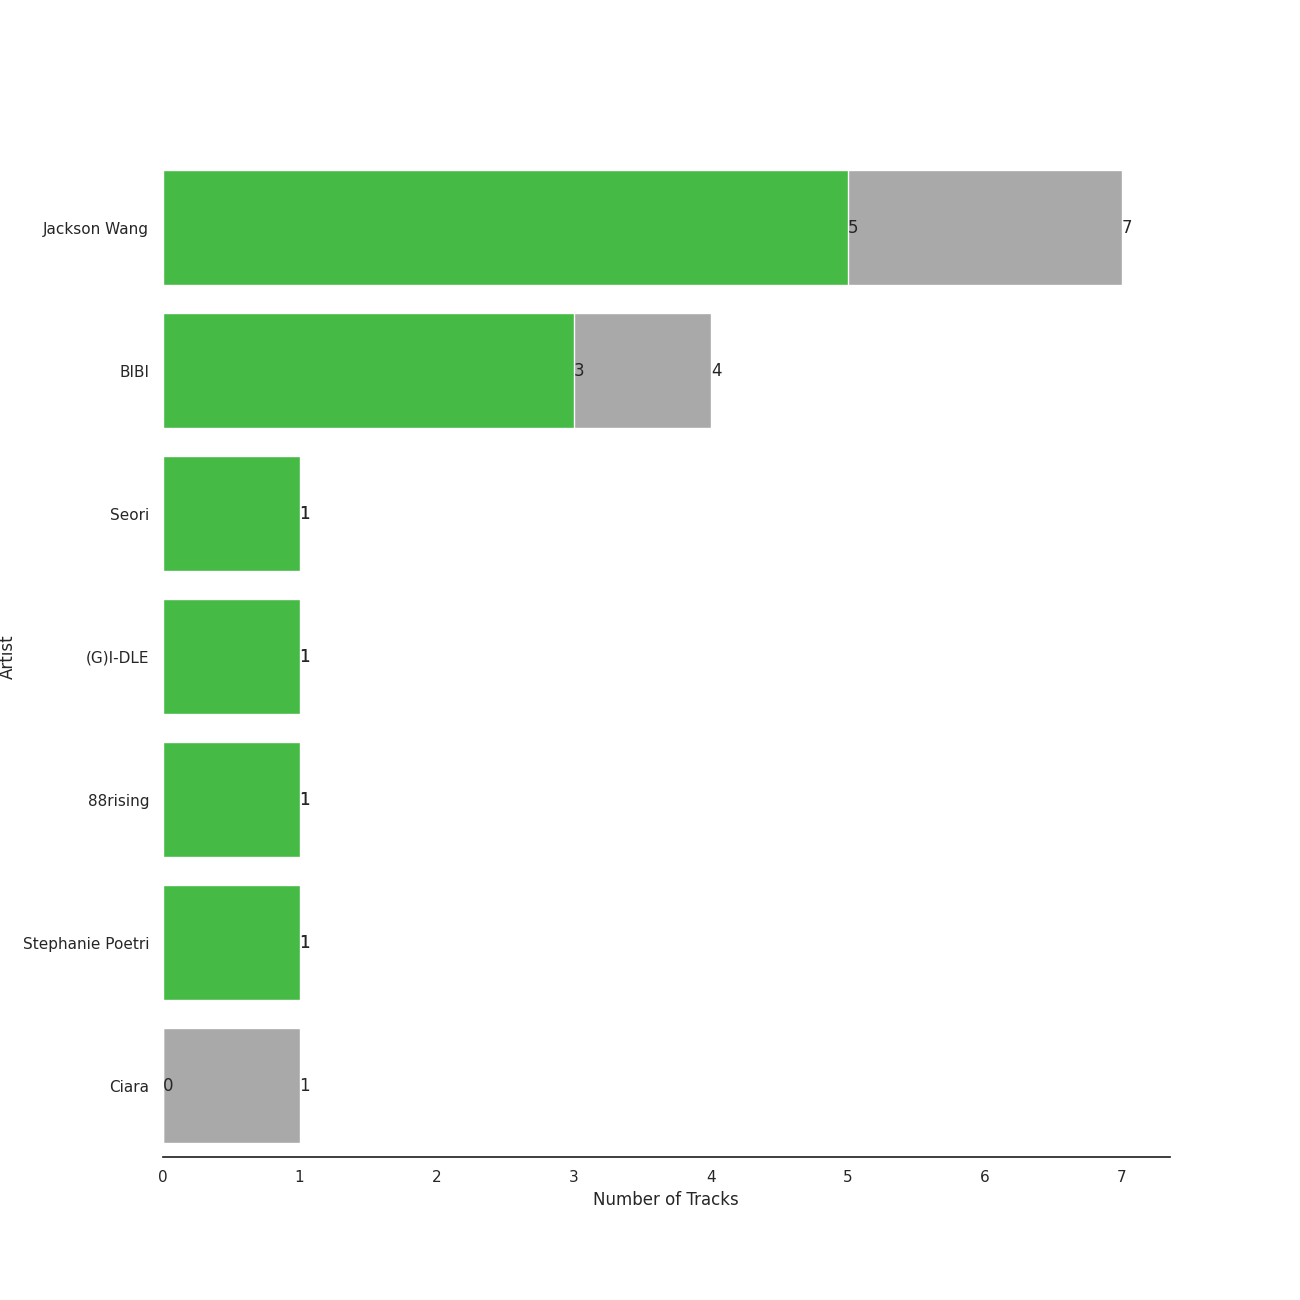 Jackson Wang 5 7
BIBI 3 4
Seori 1
(G)I-DLE 1
88rising 1
Stephanie Poetri 1
Ciara 0 1
Artist
0 1 2 3 4 5 6 7
Number of Tracks